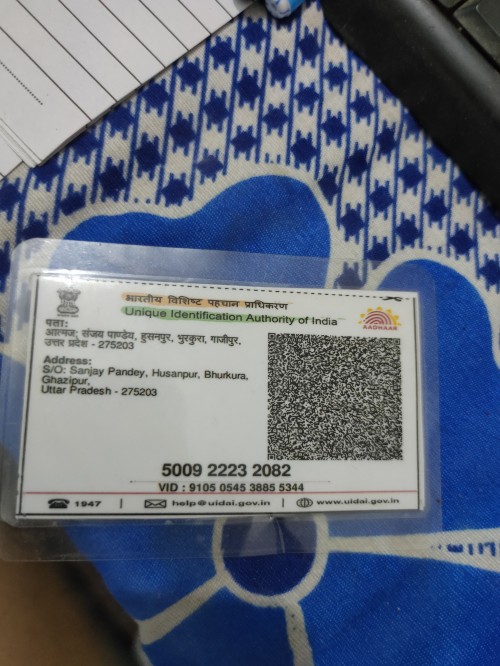 भारतीय विशिष्ट पहचान प्राधिकरण
Unique Identification Authority of India
AADHAAR
पता:
आत्मज: संजय पाण्डेय, हुसनपुर, भुरकुरा, गाजीपुर,
उत्तर प्रदेश - 275203
Address:
S/O: Sanjay Pandey, Husanpur, Bhurkura,
Ghazipur,
Uttar Pradesh - 275203
5009 2223 2082
VID : 9105 0545 3885 5344
1947 | help@uidai.gov.in | www.uidai.gov.in